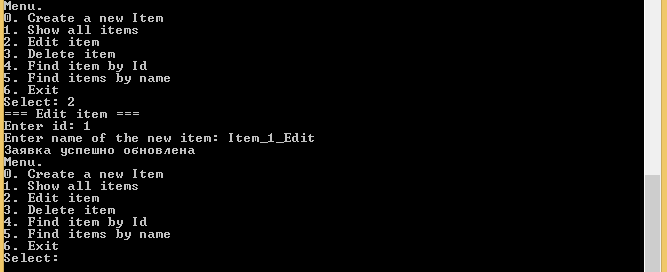 Menu.
0. Create a new Item
1. Show all items
2. Edit item
3. Delete item
4. Find item by Id
5. Find items by name
6. Exit
Select: 2
=== Edit item ===
Enter id: 1
Enter name of the new item: Item_1_Edit
Заявка успешно обновлена
Menu.
0. Create a new Item
1. Show all items
2. Edit item
3. Delete item
4. Find item by Id
5. Find items by name
6. Exit
Select: